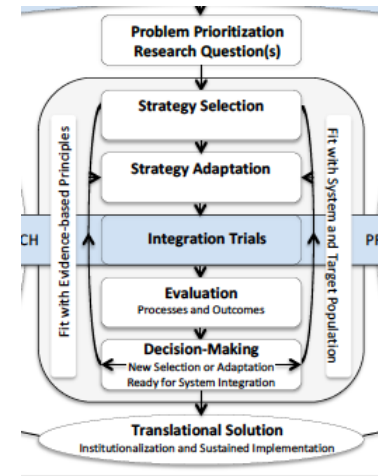 Problem Prioritization
Research Question(s)
Strategy Selection
Strategy Adaptation
Fit with Evidence-based Principles
Fit with System and Target Population
CH
Integration Trials
PR
Evaluation
Processes and Outcomes
Decision-Making
New Selection or Adaptation
Ready for System Integration
Translational Solution
Institutionalization and Sustained Implementation